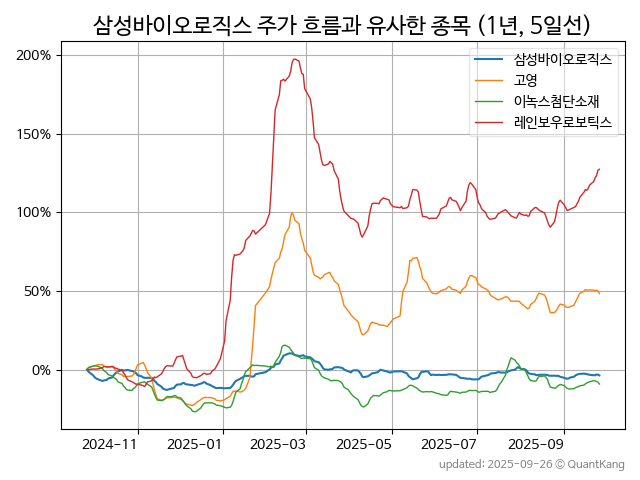 삼성바이오로직스 주가 흐름과 유사한 종목 (1년, 5일선)
200%
150%
100%
50%
0%
삼성바이오로직스
고영
이녹스첨단소재
레인보우로보틱스
2024-11
2025-01
2025-03
2025-05
2025-07
2025-09
updated: 2025-09-26 © QuantKang